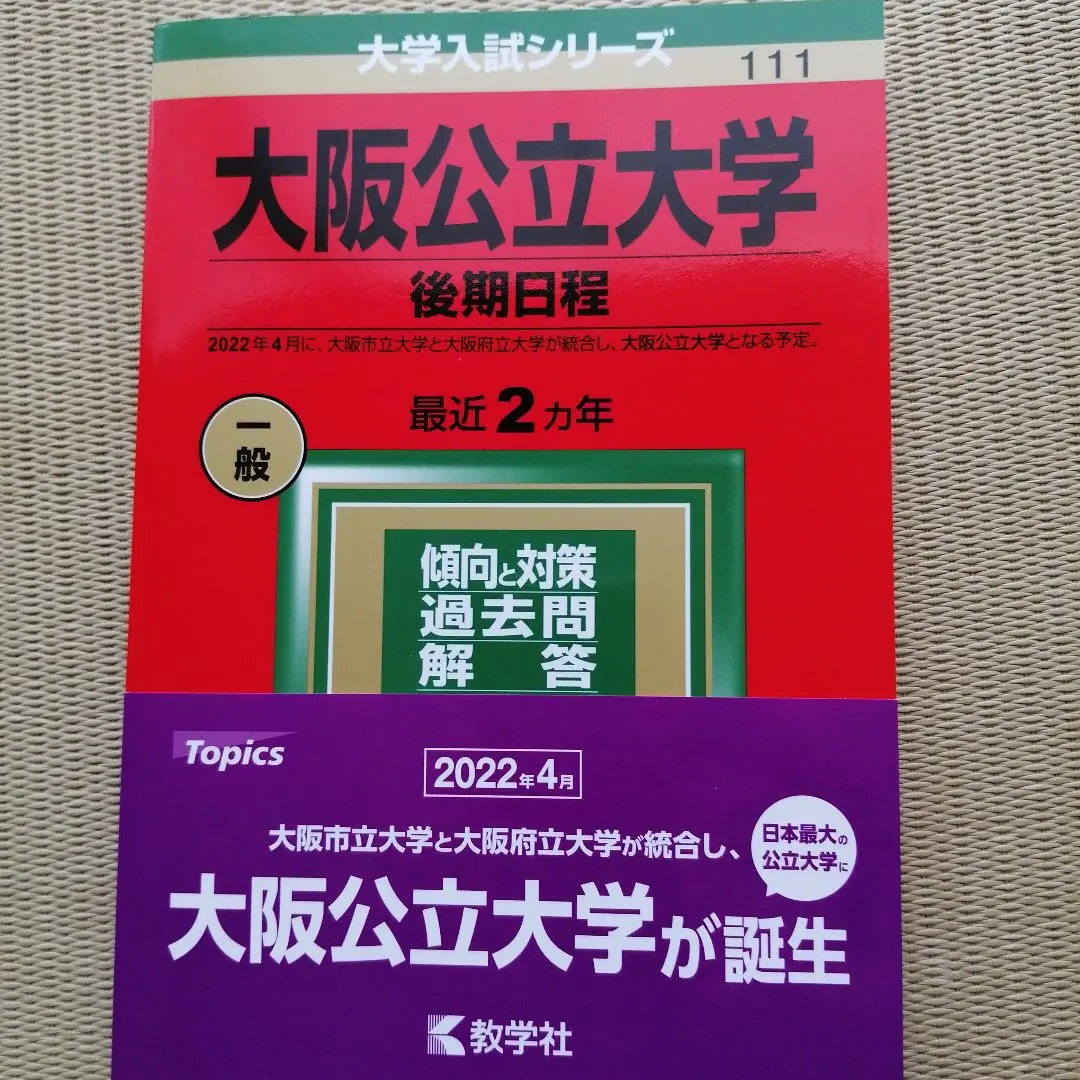 大学入試シリーズ
111
大阪公立大学
後期日程
2022年4月に、大阪市立大学と大阪府立大学が統合し、大阪公立大学となる予定。
最近2カ年
一
般
傾向と対策
過去問
解答
Topics
2022年4月
大阪市立大学と大阪府立大学が統合し、
日本最大の
公立大学に
大阪公立大学が誕生
教学社